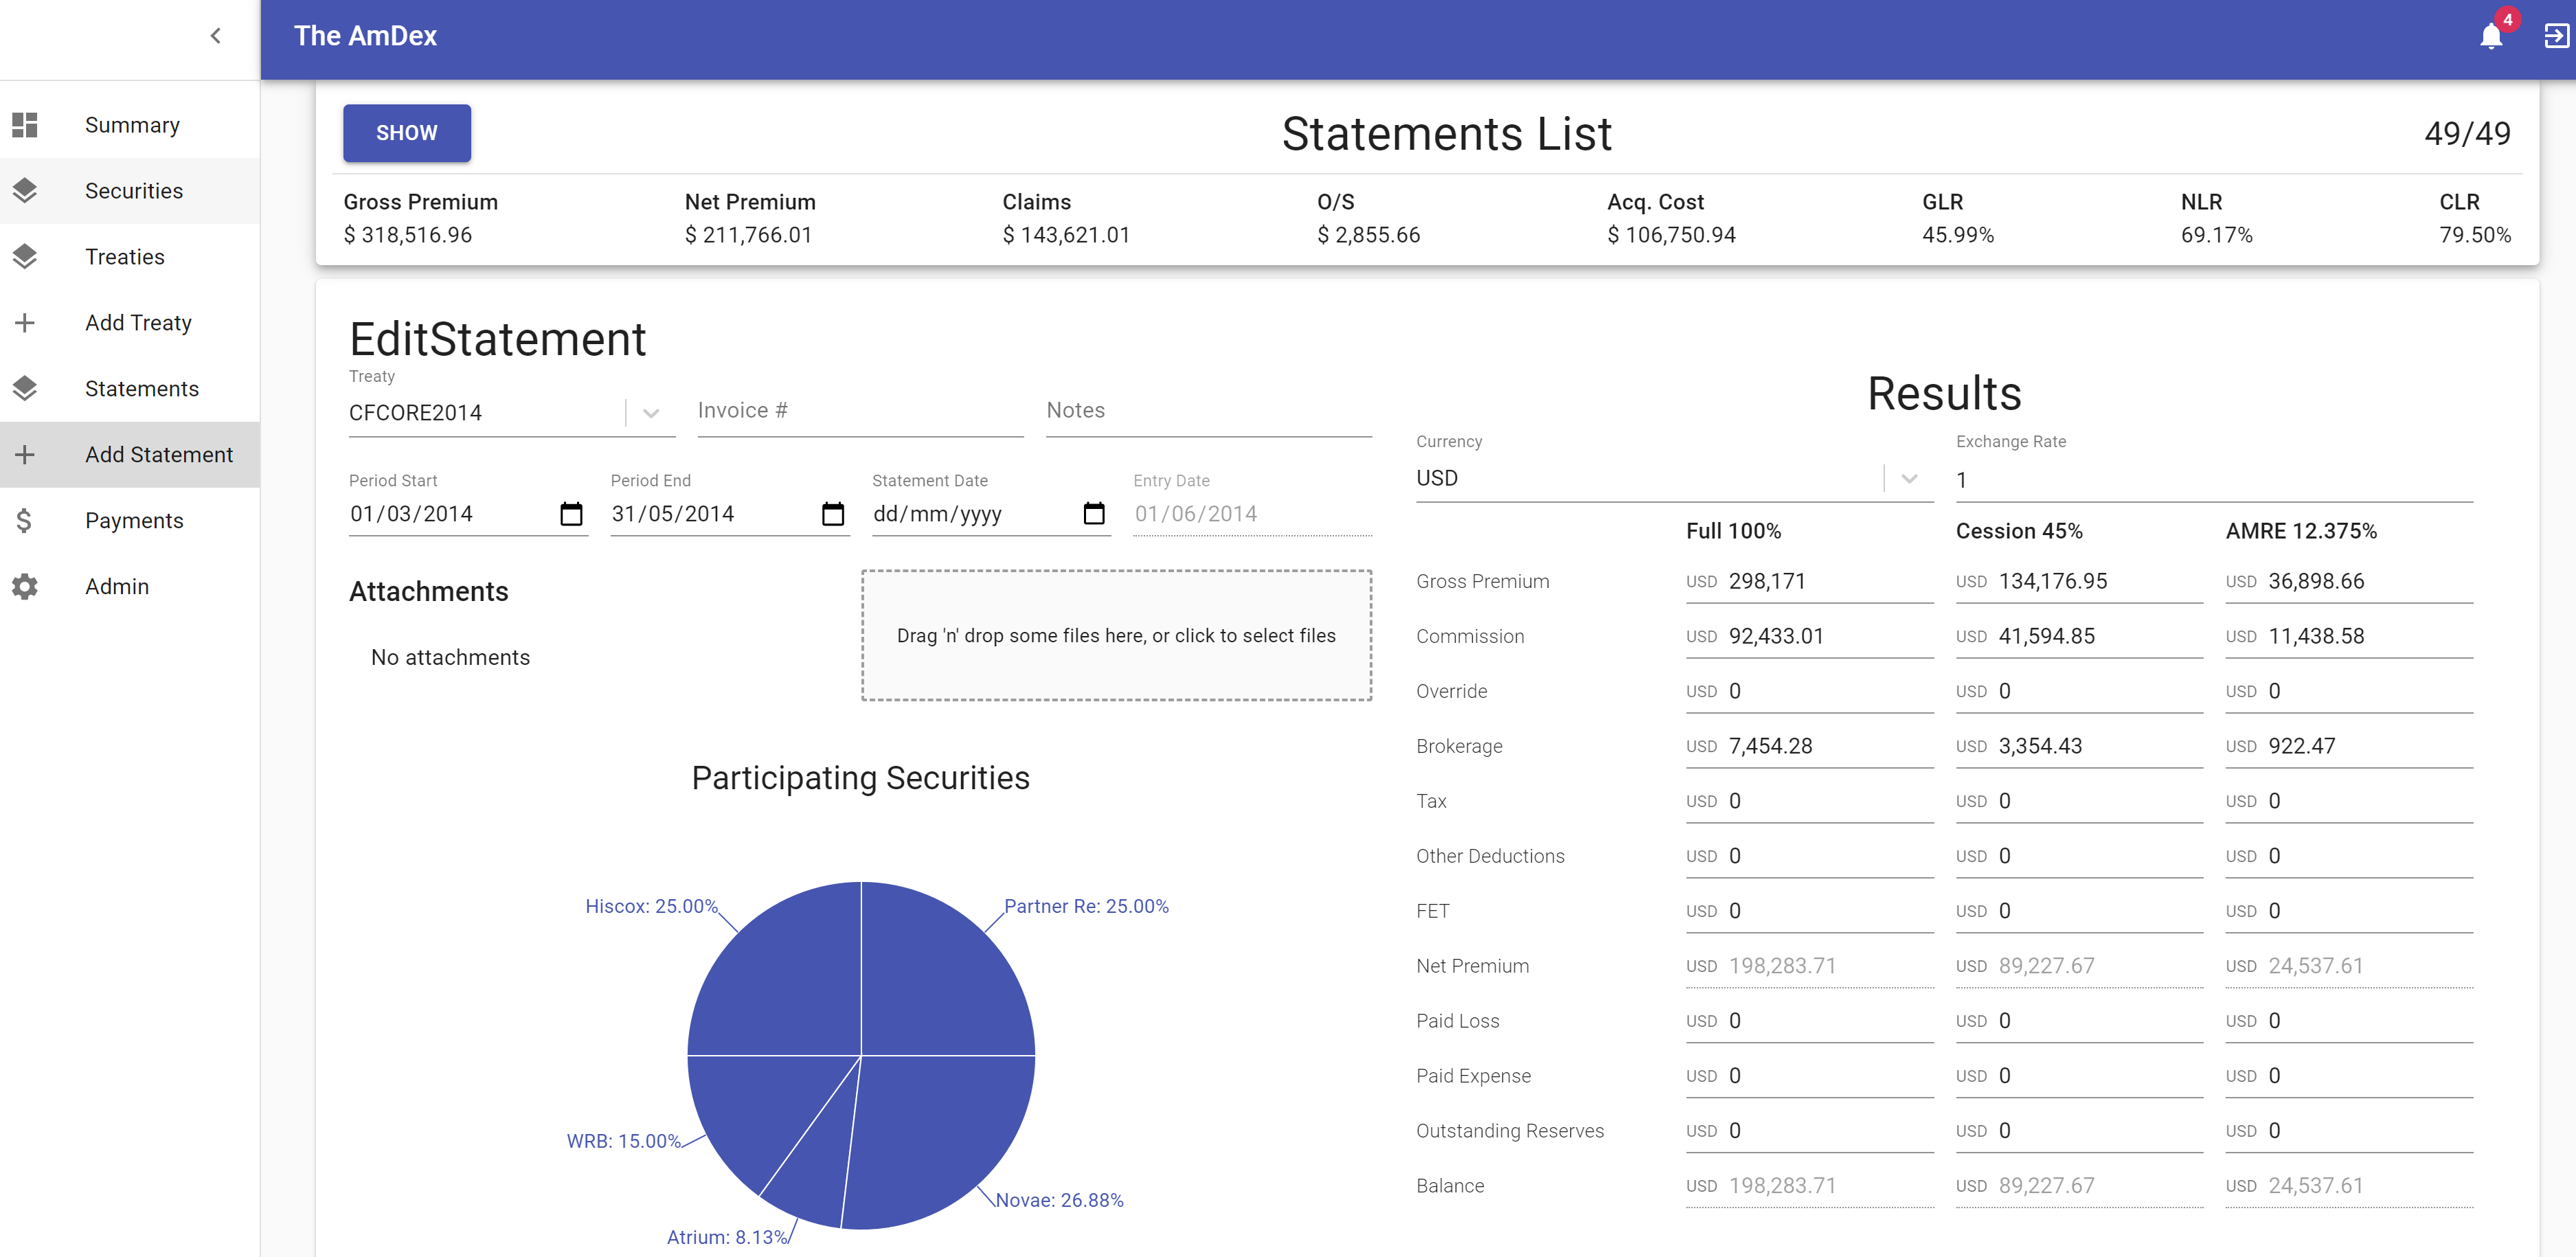 The AmDex
4
Summary
Securities
Treaties
Add Treaty
Statements
Add Statement
Payments
Admin
SHOW
Statements List
49/49
Gross Premium Net Premium Claims O/S Acq. Cost GLR NLR CLR
$ 318,516.96 $ 211,766.01 $ 143,621.01 $ 2,855.66 $ 106,750.94 45.99% 69.17% 79.50%
EditStatement
Treaty
CFCORE2014 Invoice # Notes
Period Start Period End Statement Date Entry Date
01/03/2014 31/05/2014 dd/mm/yyyy 01/06/2014
Attachments
No attachments
Drag 'n' drop some files here, or click to select files
Participating Securities
Hiscox: 25.00%
Partner Re: 25.00%
WRB: 15.00%
Novae: 26.88%
Atrium: 8.13%
Results
Currency Exchange Rate
USD 1
Full 100% Cession 45% AMRE 12.375%
Gross Premium USD 298,171 USD 134,176.95 USD 36,898.66
Commission USD 92,433.01 USD 41,594.85 USD 11,438.58
Override USD 0 USD 0 USD 0
Brokerage USD 7,454.28 USD 3,354.43 USD 922.47
Tax USD 0 USD 0 USD 0
Other Deductions USD 0 USD 0 USD 0
FET USD 0 USD 0 USD 0
Net Premium USD 198,283.71 USD 89,227.67 USD 24,537.61
Paid Loss USD 0 USD 0 USD 0
Paid Expense USD 0 USD 0 USD 0
Outstanding Reserves USD 0 USD 0 USD 0
Balance USD 198,283.71 USD 89,227.67 USD 24,537.61